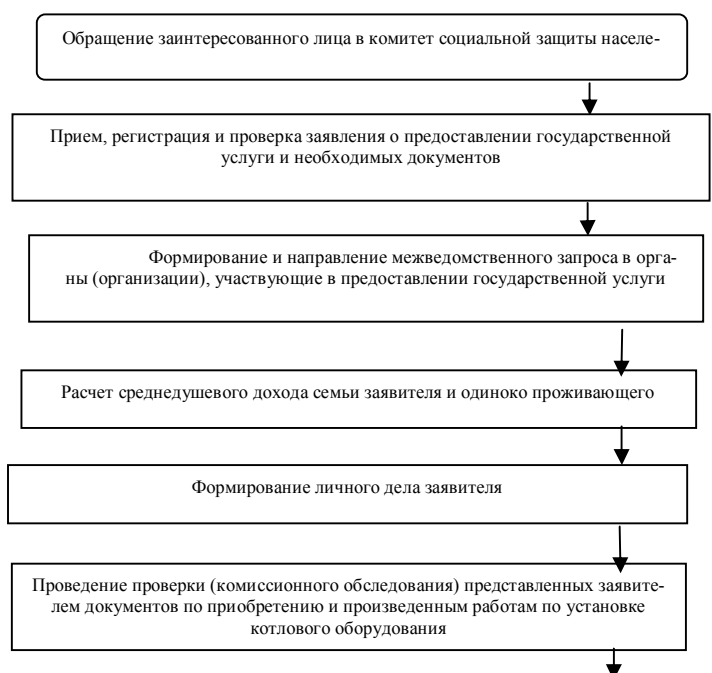 Обращение заинтересованного лица в комитет социальной защиты населе-
Прием, регистрация и проверка заявления о предоставлении государственной
услуги и необходимых документов
Формирование и направление межведомственного запроса в орга-
ны (организации), участвующие в предоставлении государственной услуги
Расчет среднедушевого дохода семьи заявителя и одиноко проживающего
Формирование личного дела заявителя
Проведение проверки (комиссионного обследования) представленных заявите-
лем документов по приобретению и произведенным работам по установке
котлового оборудования